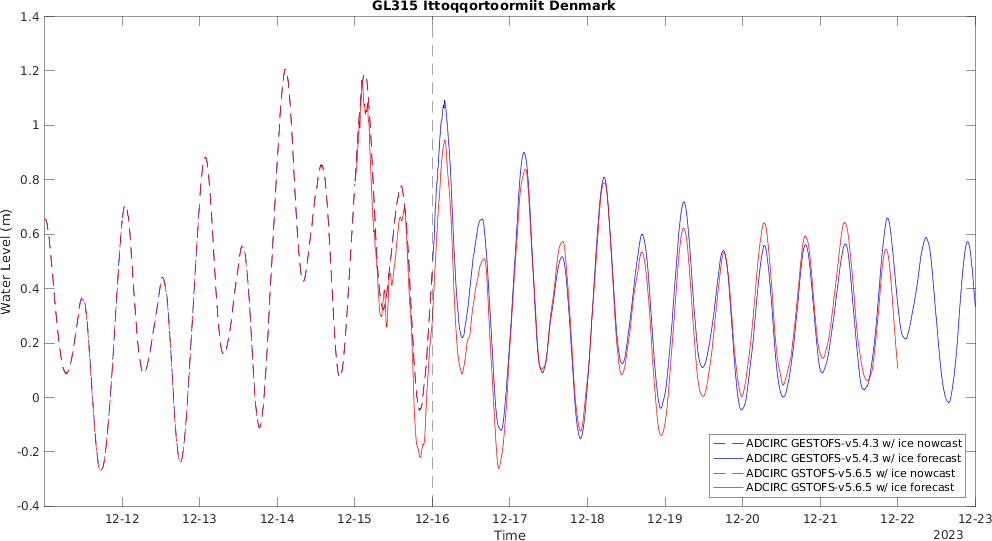 GL315 Ittoqqortoormiit Denmark
1.4
1.2
1
0.8
0.6
0.4
0.2
0
-0.2
-0.4
Water Level (m)
12-12 12-13 12-14 12-15 12-16 12-17 12-18 12-19 12-20 12-21 12-22 12-23
Time
2023
ADCIRC GESTOFS-v5.4.3 w/ ice nowcast
ADCIRC GESTOFS-v5.4.3 w/ ice forecast
ADCIRC GSTOFS-v5.6.5 w/ ice nowcast
ADCIRC GSTOFS-v5.6.5 w/ ice forecast